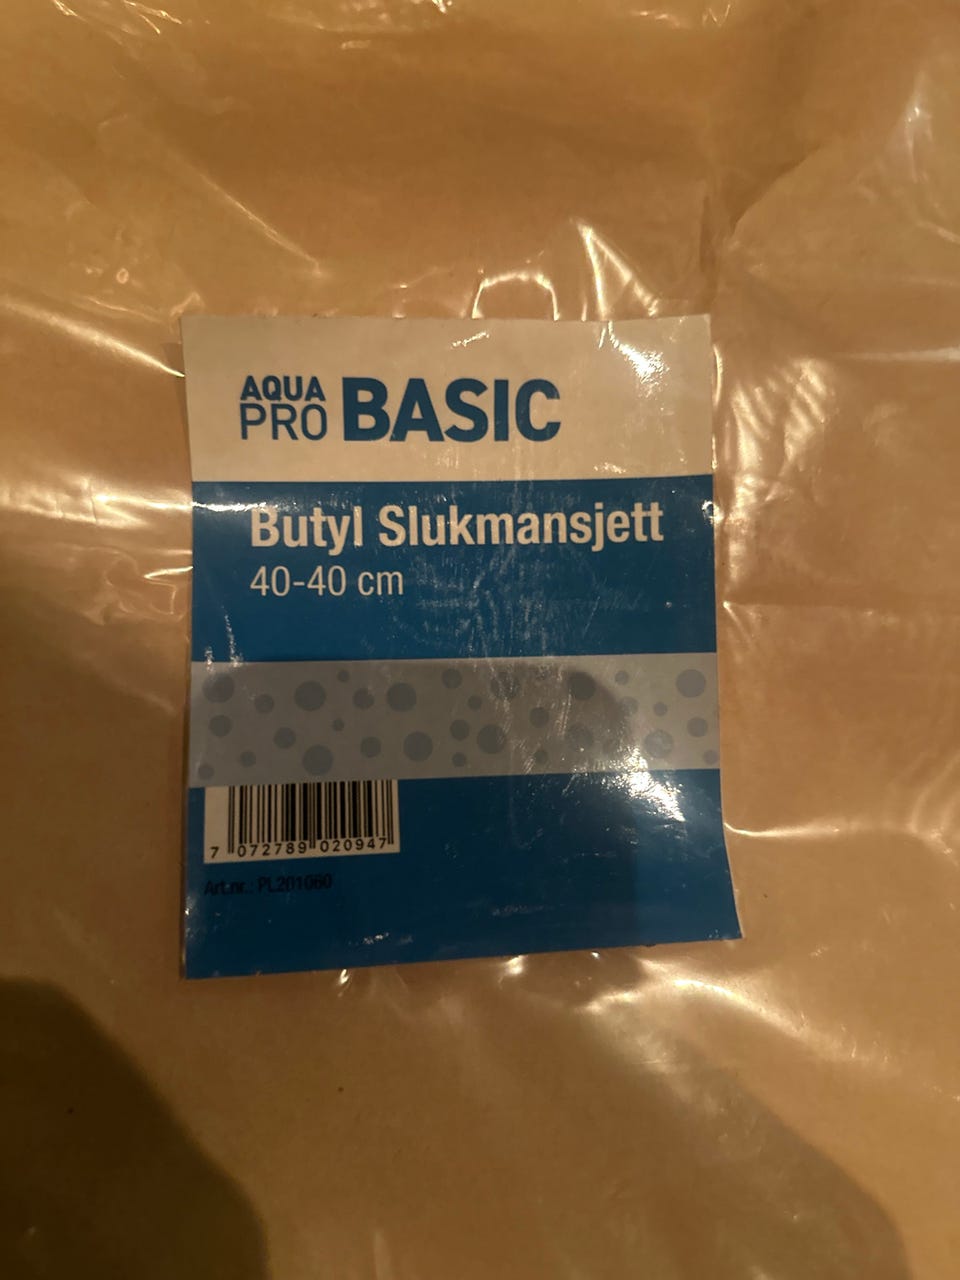 AQUA
PRO BASIC
Butyl Slukmansjett
40-40 cm
7 072789 020947
Art.nr.: PL201060